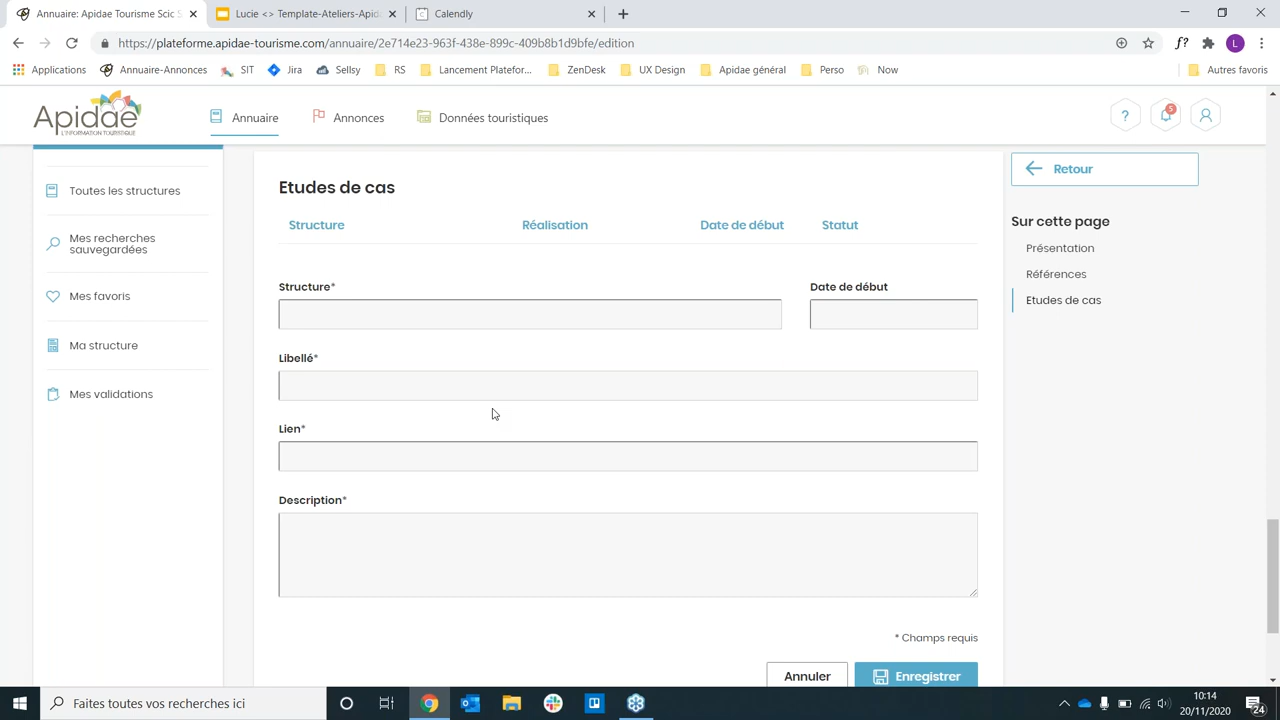 Annuaire: Apidae Tourisme Scic S
Lucie <> Template-Ateliers-Apida
Calendly
https://plateforme.apidae-tourisme.com/annuaire/2e714e23-963f-438e-899c-409b8b1d9bfe/edition
f?
L
Applications
Annuaire-Annonces
SIT
Jira
Sellsy
RS
Lancement Platefor...
ZenDesk
UX Design
Apidae général
Perso
Now
Autres favoris
Apidae
L'INFORMATION TOURISTIQUE
Annuaire
Annonces
Données touristiques
?
5
Toutes les structures
Mes recherches
sauvegardées
Mes favoris
Ma structure
Mes validations
Etudes de cas
Structure Réalisation Date de début Statut
Structure* Date de début
Libellé*
Lien*
Description*
* Champs requis
Annuler
Enregistrer
Retour
Sur cette page
Présentation
Références
Etudes de cas
Faites toutes vos recherches ici
10:14
20/11/2020
24